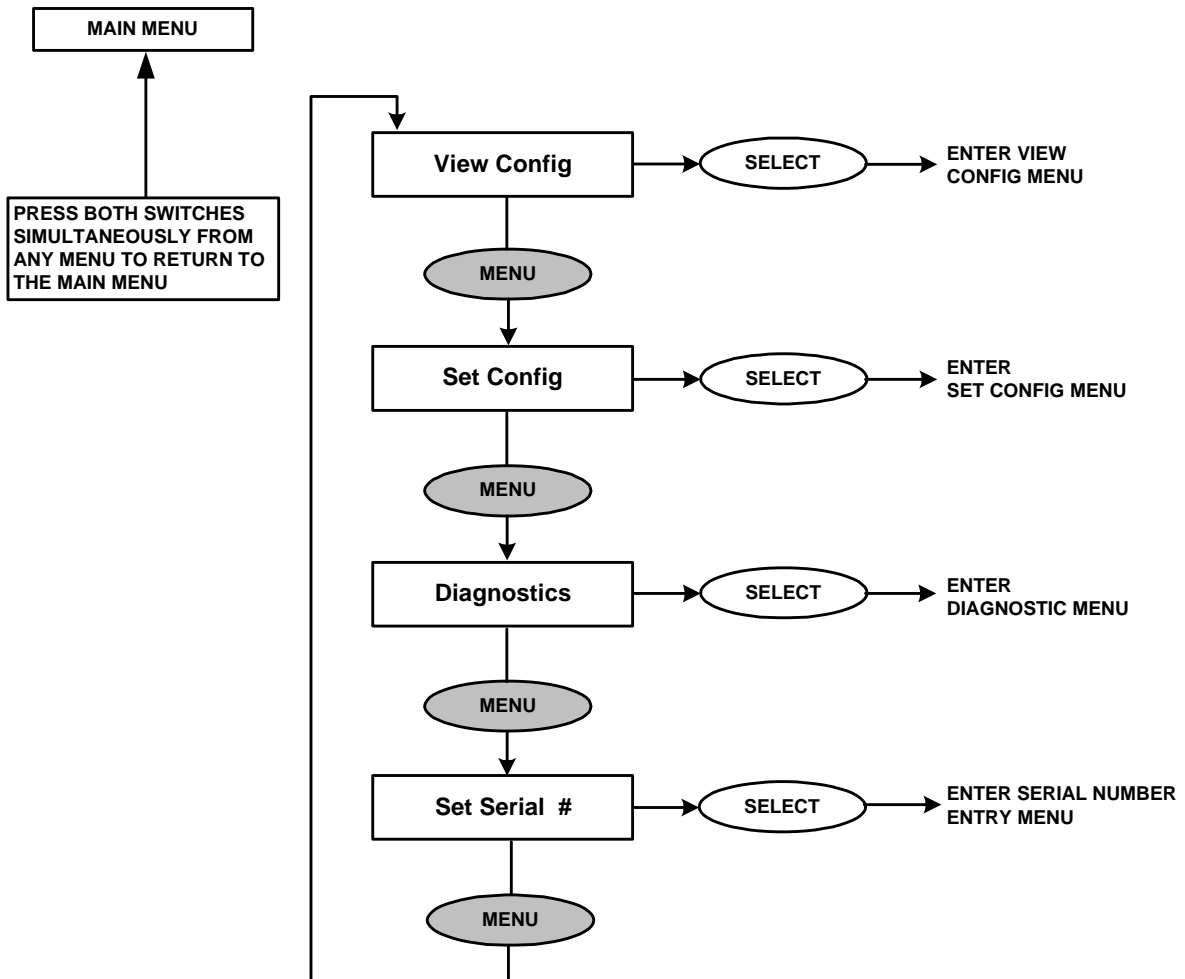 MAIN MENU
PRESS BOTH SWITCHES
SIMULTANEOUSLY FROM
ANY MENU TO RETURN TO
THE MAIN MENU
View Config
SELECT
ENTER VIEW
CONFIG MENU
MENU
Set Config
SELECT
ENTER
SET CONFIG MENU
MENU
Diagnostics
SELECT
ENTER
DIAGNOSTIC MENU
MENU
Set Serial #
SELECT
ENTER SERIAL NUMBER
ENTRY MENU
MENU